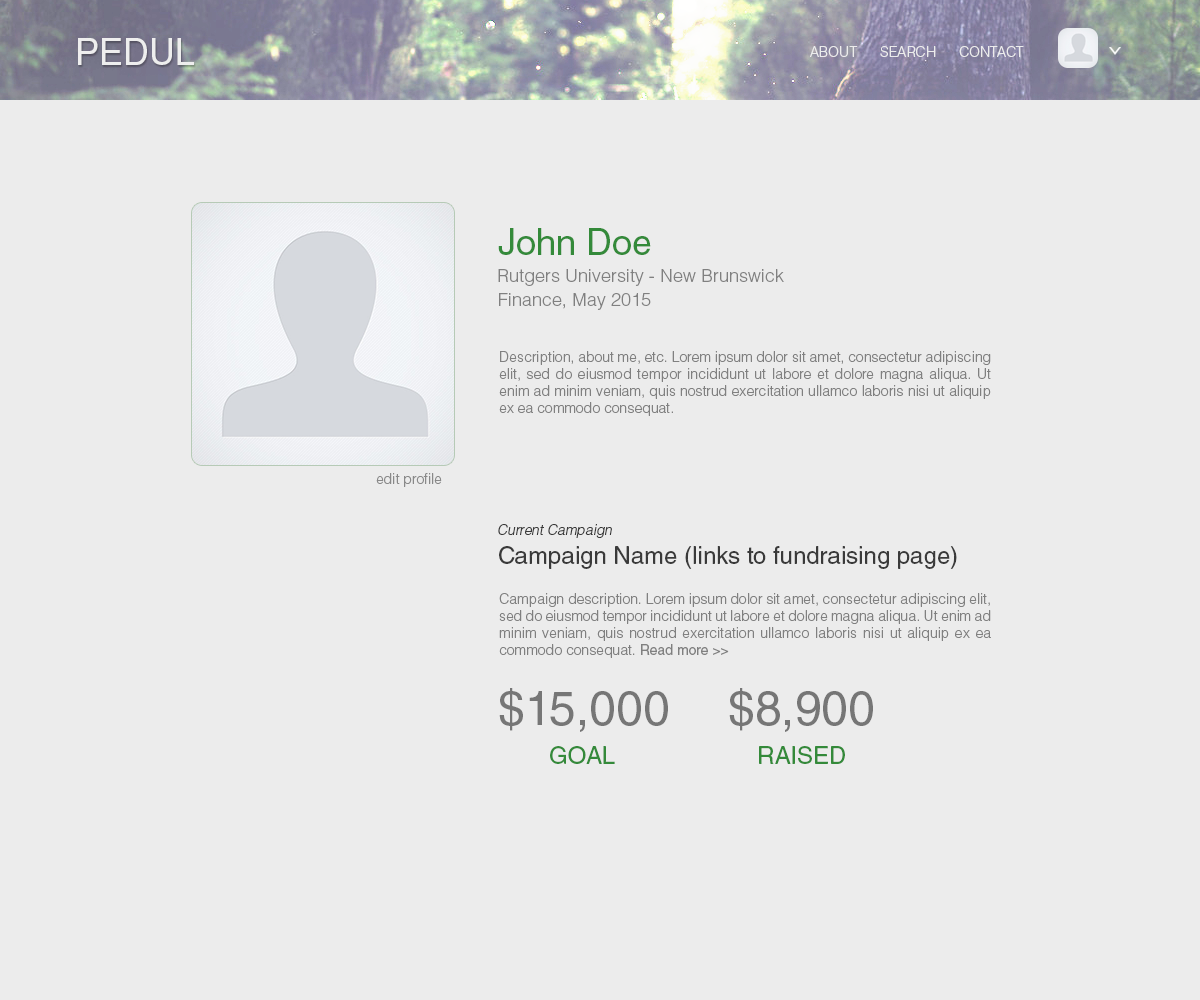 PEDUL
ABOUT SEARCH CONTACT
John Doe
Rutgers University - New Brunswick
Finance, May 2015
Description, about me, etc. Lorem ipsum dolor sit amet, consectetur adipiscing
elit, sed do eiusmod tempor incididunt ut labore et dolore magna aliqua. Ut
enim ad minim veniam, quis nostrud exercitation ullamco laboris nisi ut aliquip
ex ea commodo consequat.
edit profile
Current Campaign
Campaign Name (links to fundraising page)
Campaign description. Lorem ipsum dolor sit amet, consectetur adipiscing elit,
sed do eiusmod tempor incididunt ut labore et dolore magna aliqua. Ut enim ad
minim veniam, quis nostrud exercitation ullamco laboris nisi ut aliquip ex ea
commodo consequat. Read more >>
$15,000 $8,900
GOAL RAISED